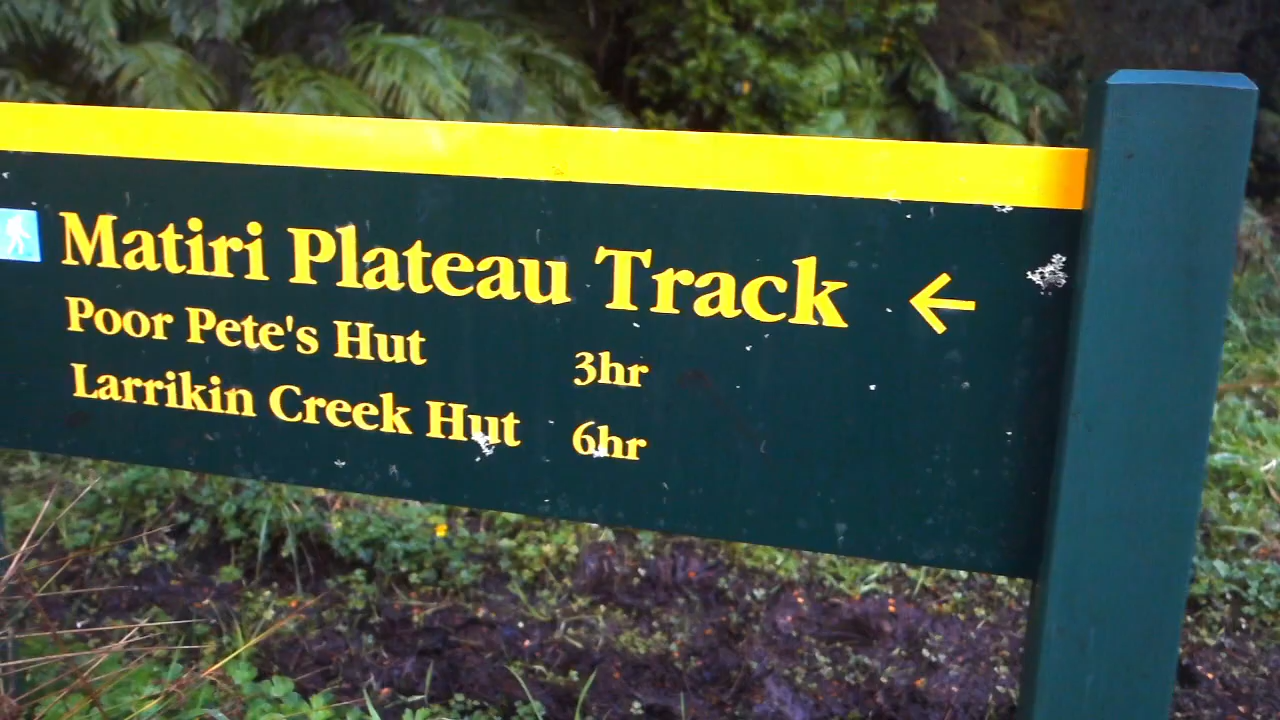 Matiri Plateau Track ←
Poor Pete's Hut 3hr
Larrikin Creek Hut 6hr